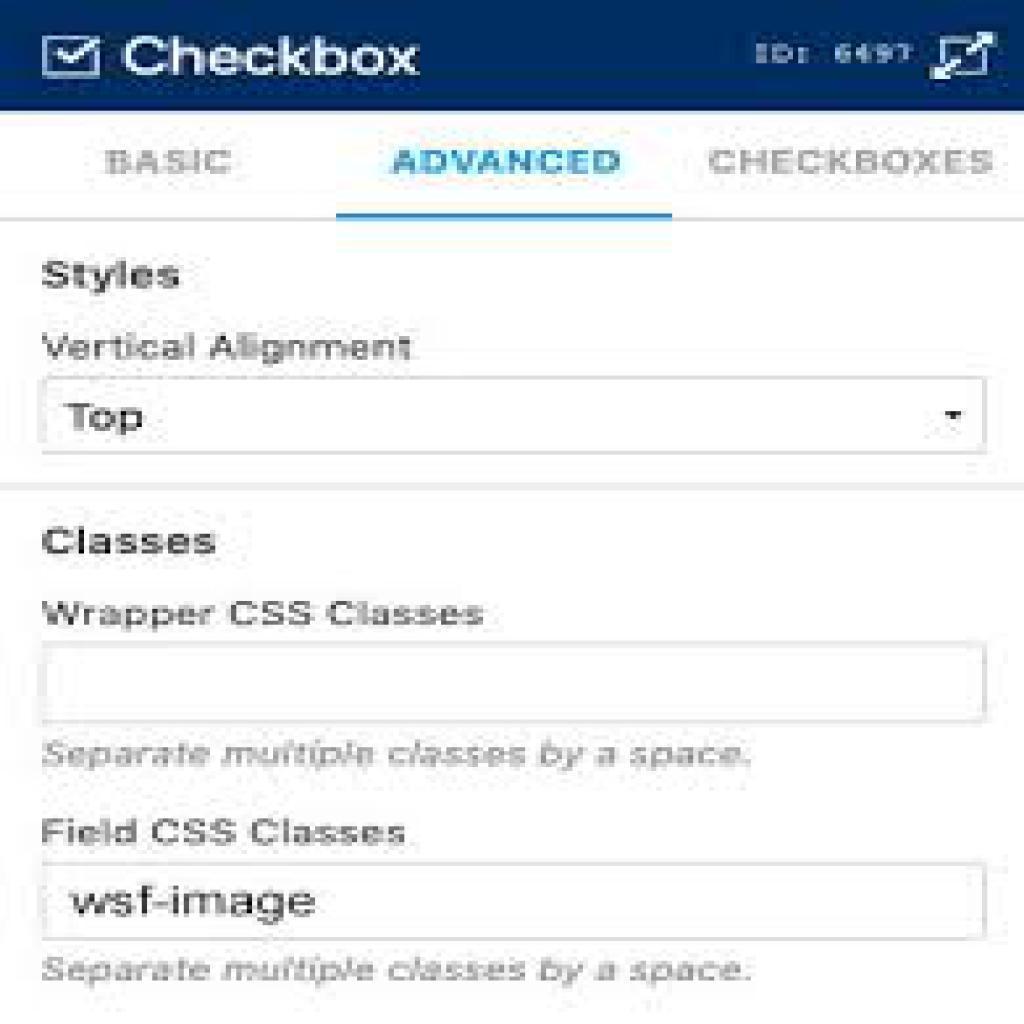 Checkbox ID: 6497
BASIC ADVANCED CHECKBOXES
Styles
Vertical Alignment
Top
Classes
Wrapper CSS Classes
Separate multiple classes by a space.
Field CSS Classes
wsf-image
Separate multiple classes by a space.